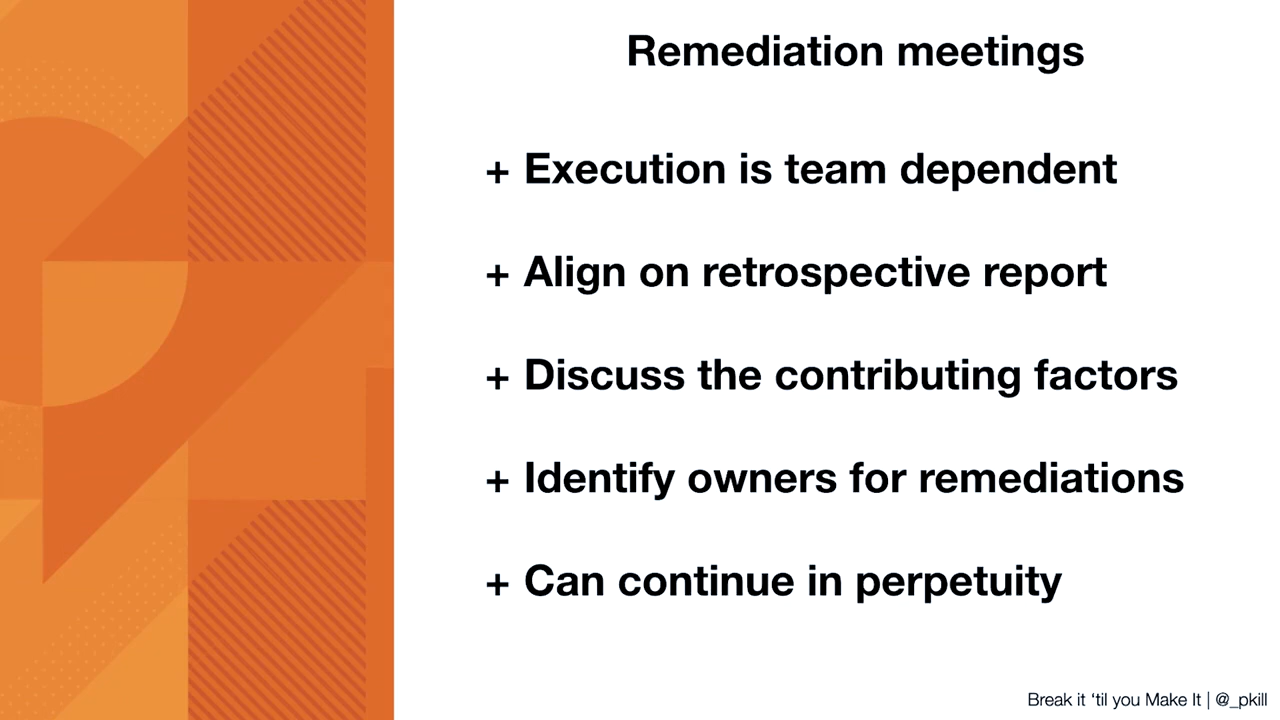 Remediation meetings
+ Execution is team dependent
+ Align on retrospective report
+ Discuss the contributing factors
+ Identify owners for remediations
+ Can continue in perpetuity
Break it ‘til you Make It | @_pkill